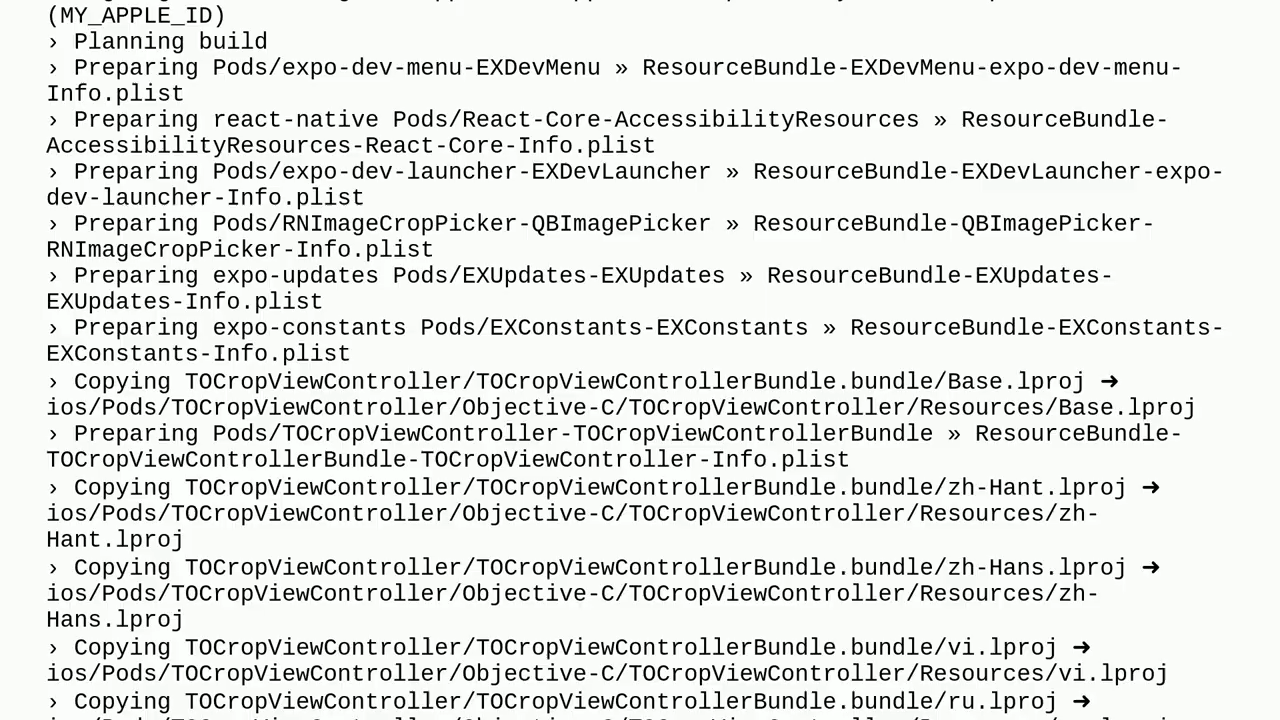 (MY_APPLE_ID)
› Planning build
› Preparing Pods/expo-dev-menu-EXDevMenu » ResourceBundle-EXDevMenu-expo-dev-menu-
Info.plist
› Preparing react-native Pods/React-Core-AccessibilityResources » ResourceBundle-
AccessibilityResources-React-Core-Info.plist
› Preparing Pods/expo-dev-launcher-EXDevLauncher » ResourceBundle-EXDevLauncher-expo-
dev-launcher-Info.plist
› Preparing Pods/RNImageCropPicker-QBImagePicker » ResourceBundle-QBImagePicker-
RNImageCropPicker-Info.plist
› Preparing expo-updates Pods/EXUpdates-EXUpdates » ResourceBundle-EXUpdates-
EXUpdates-Info.plist
› Preparing expo-constants Pods/EXConstants-EXConstants » ResourceBundle-EXConstants-
EXConstants-Info.plist
› Copying TOCropViewController/TOCropViewControllerBundle.bundle/Base.lproj ➜
ios/Pods/TOCropViewController/Objective-C/TOCropViewController/Resources/Base.lproj
› Preparing Pods/TOCropViewController-TOCropViewControllerBundle » ResourceBundle-
TOCropViewControllerBundle-TOCropViewController-Info.plist
› Copying TOCropViewController/TOCropViewControllerBundle.bundle/zh-Hant.lproj ➜
ios/Pods/TOCropViewController/Objective-C/TOCropViewController/Resources/zh-
Hant.lproj
› Copying TOCropViewController/TOCropViewControllerBundle.bundle/zh-Hans.lproj ➜
ios/Pods/TOCropViewController/Objective-C/TOCropViewController/Resources/zh-
Hans.lproj
› Copying TOCropViewController/TOCropViewControllerBundle.bundle/vi.lproj ➜
ios/Pods/TOCropViewController/Objective-C/TOCropViewController/Resources/vi.lproj
› Copying TOCropViewController/TOCropViewControllerBundle.bundle/ru.lproj ➜